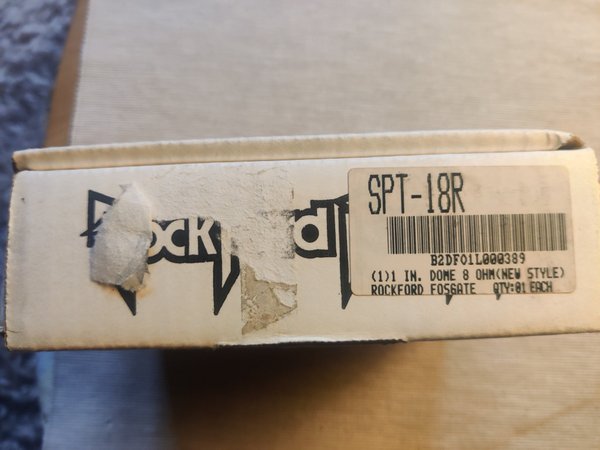 SPT-18R
B2DF01L000389
(1)1 IN. DOME 8 OHM(NEW STYLE)
ROCKFORD FOSGATE QTY:01 EACH